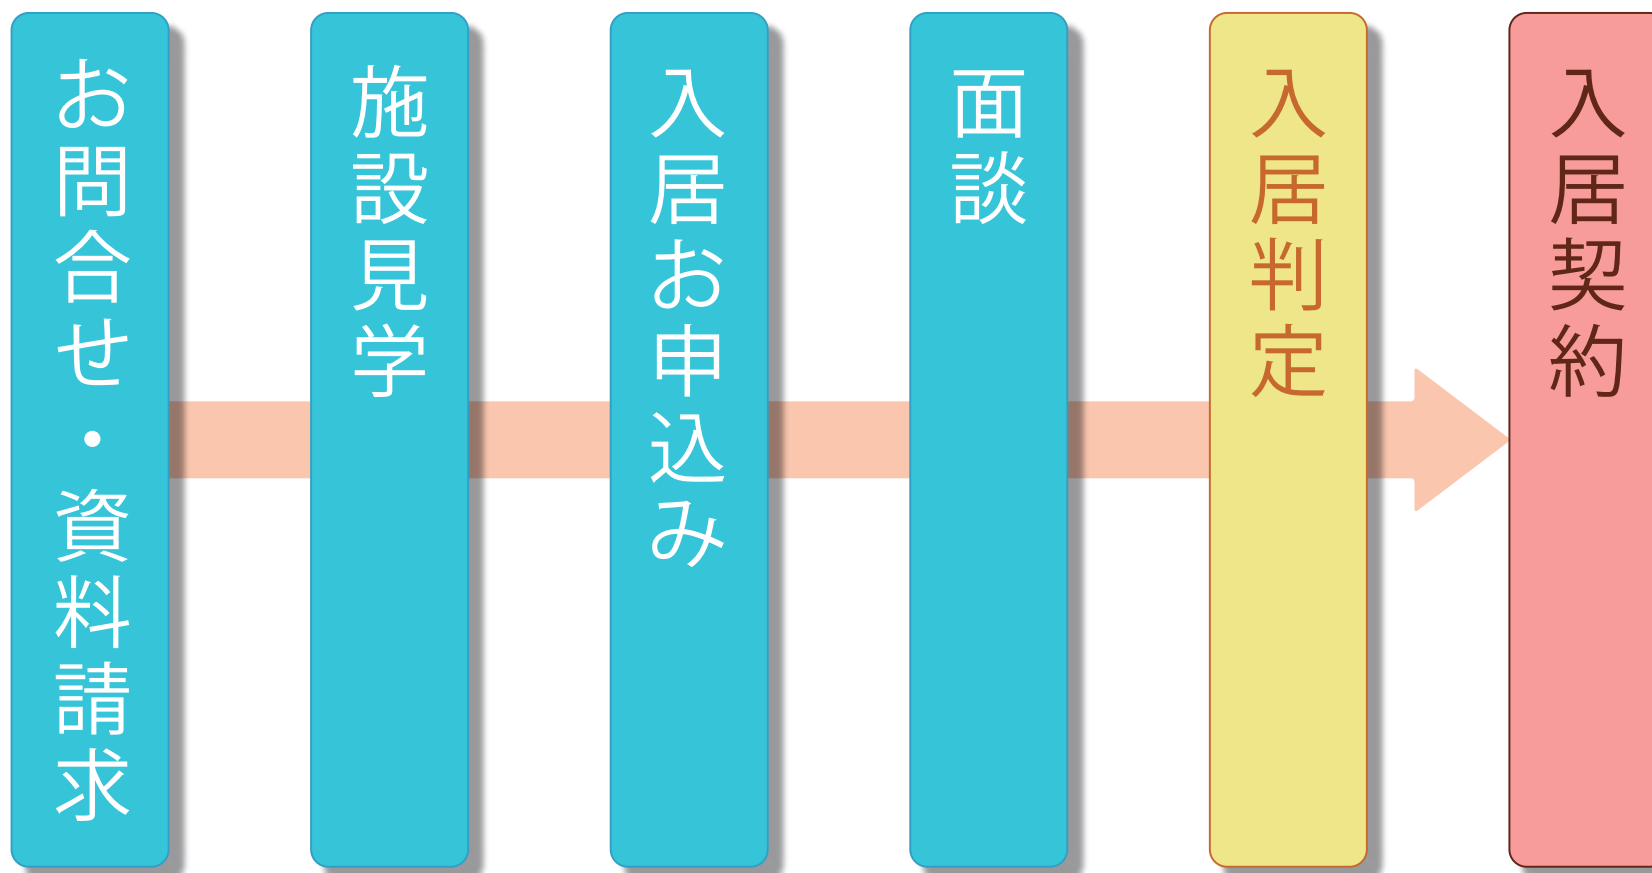 お問合せ・資料請求
施設見学
入居お申込み
面談
入居判定
入居契約